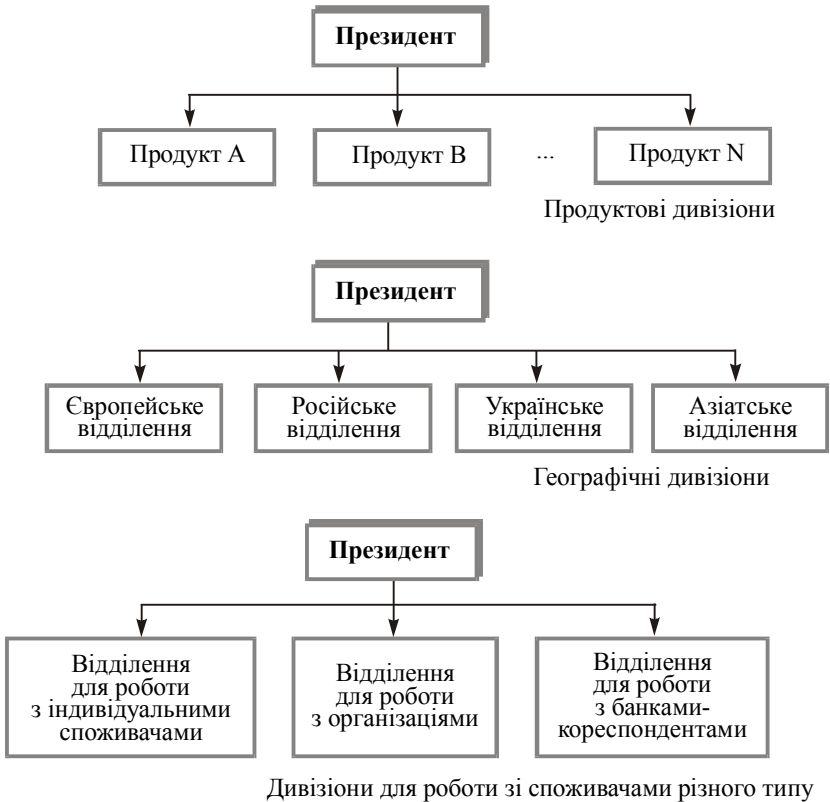 Президент
Продукт А
Продукт В
...
Продукт N
Продуктові дивізіони
Президент
Європейське
відділення
Російське
відділення
Українське
відділення
Азіатське
відділення
Географічні дивізіони
Президент
Відділення
для роботи
з індивідуальними
споживачами
Відділення
для роботи
з організаціями
Відділення
для роботи
з банками-
кореспондентами
Дивізіони для роботи зі споживачами різного типу